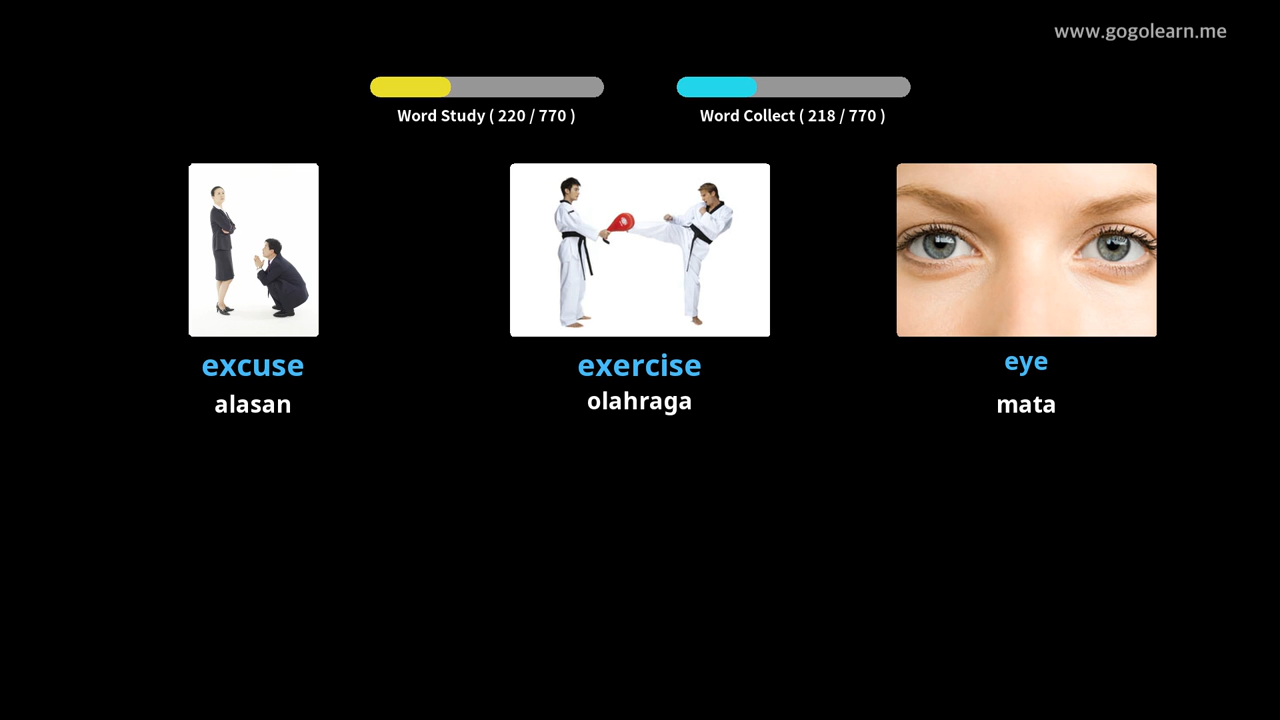 www.gogolearn.me
Word Study ( 220 / 770 )
Word Collect ( 218 / 770 )
excuse
alasan
exercise
olahraga
eye
mata